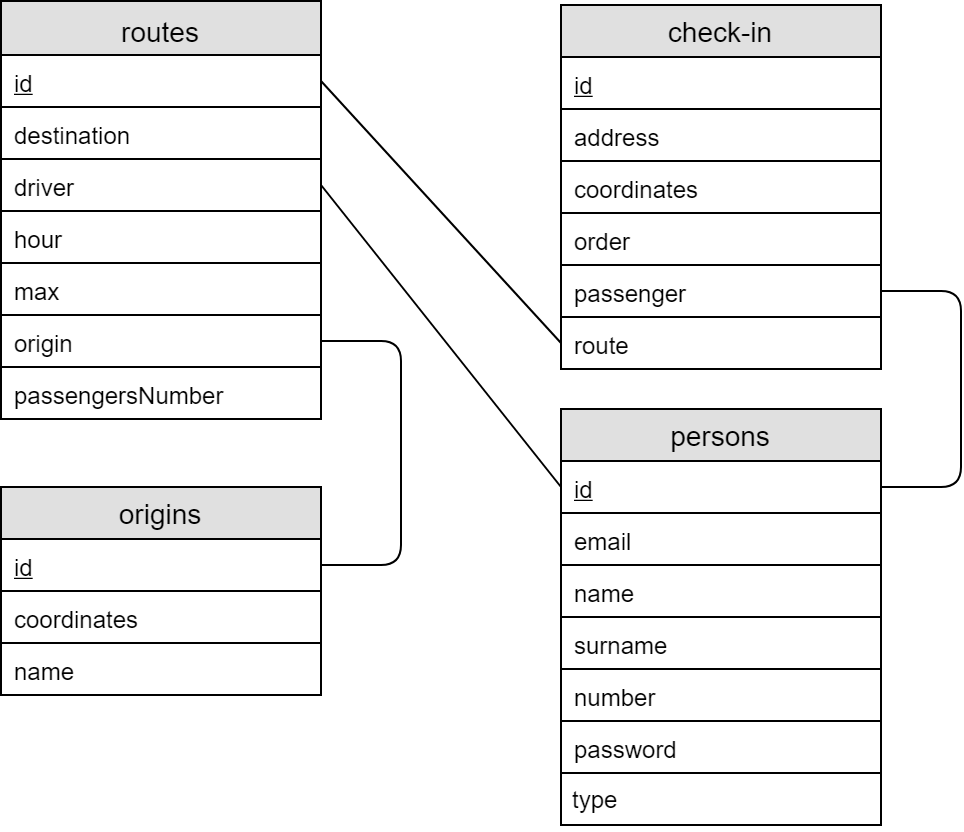 routes
id
destination
driver
hour
max
origin
passengersNumber
origins
id
coordinates
name
check-in
id
address
coordinates
order
passenger
route
persons
id
email
name
surname
number
password
type